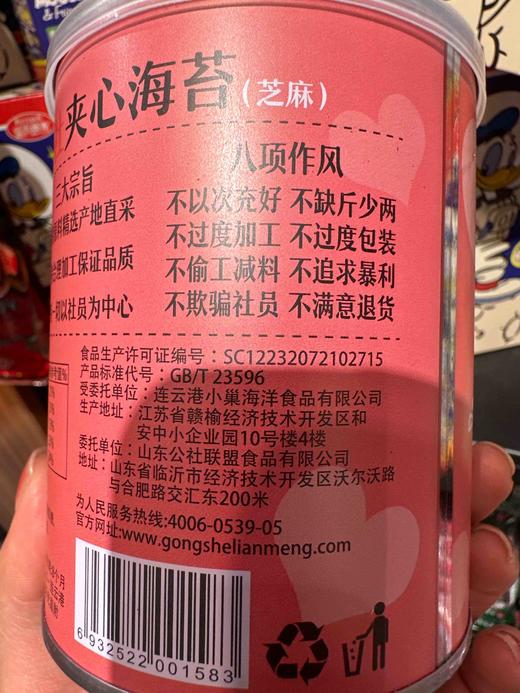 夹心海苔(芝麻)
三大宗旨
原料精选产地直采
合理加工保证品质
一切以社员为中心
八项作风
不以次充好 不缺斤少两
不过度加工 不过度包装
不偷工减料 不追求暴利
不欺骗社员 不满意退货
食品生产许可证编号：SC12232072102715
产品标准代号：GB/T 23596
受委托单位：连云港小巢海洋食品有限公司
生产地址：江苏省赣榆经济技术开发区和
安中小企业园10号楼4楼
委托单位：山东公社联盟食品有限公司
地址：山东省临沂市经济技术开发区沃尔沃路
与合肥路交汇东200米
为人民服务热线:4006-0539-05
官方网址:www.gongshelianmeng.com
6 932522 001583